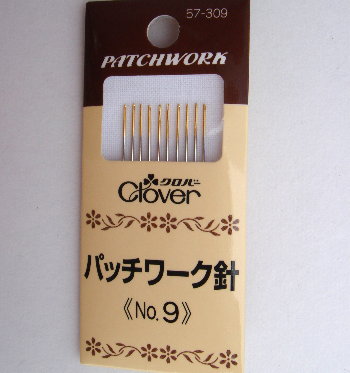 57-309
PATCHWORK
クロバー
Clover
パッチワーク針
《No.9》